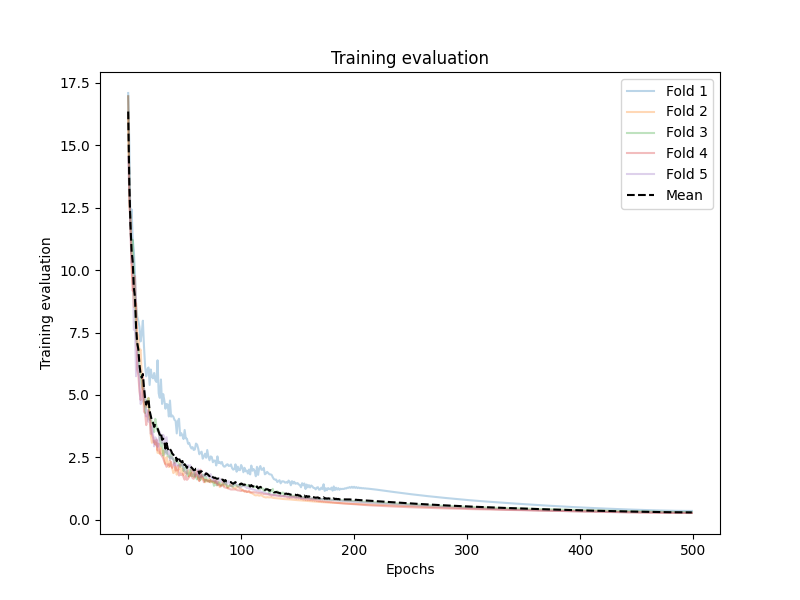 Training evaluation
17.5
15.0
12.5
10.0
7.5
5.0
2.5
0.0
Training evaluation
Fold 1
Fold 2
Fold 3
Fold 4
Fold 5
Mean
0 100 200 300 400 500
Epochs